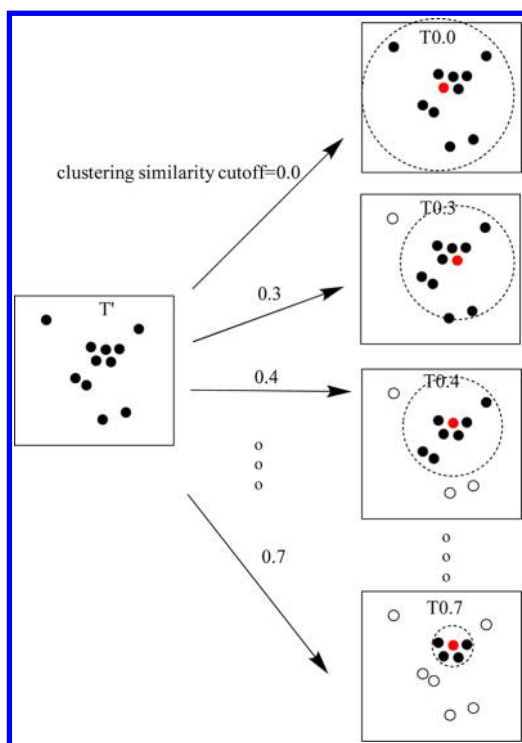 T0.0
clustering similarity cutoff=0.0
T0.3
0.3
T'
T0.4
0.4
o
o
o
0.7
o
o
o
T0.7